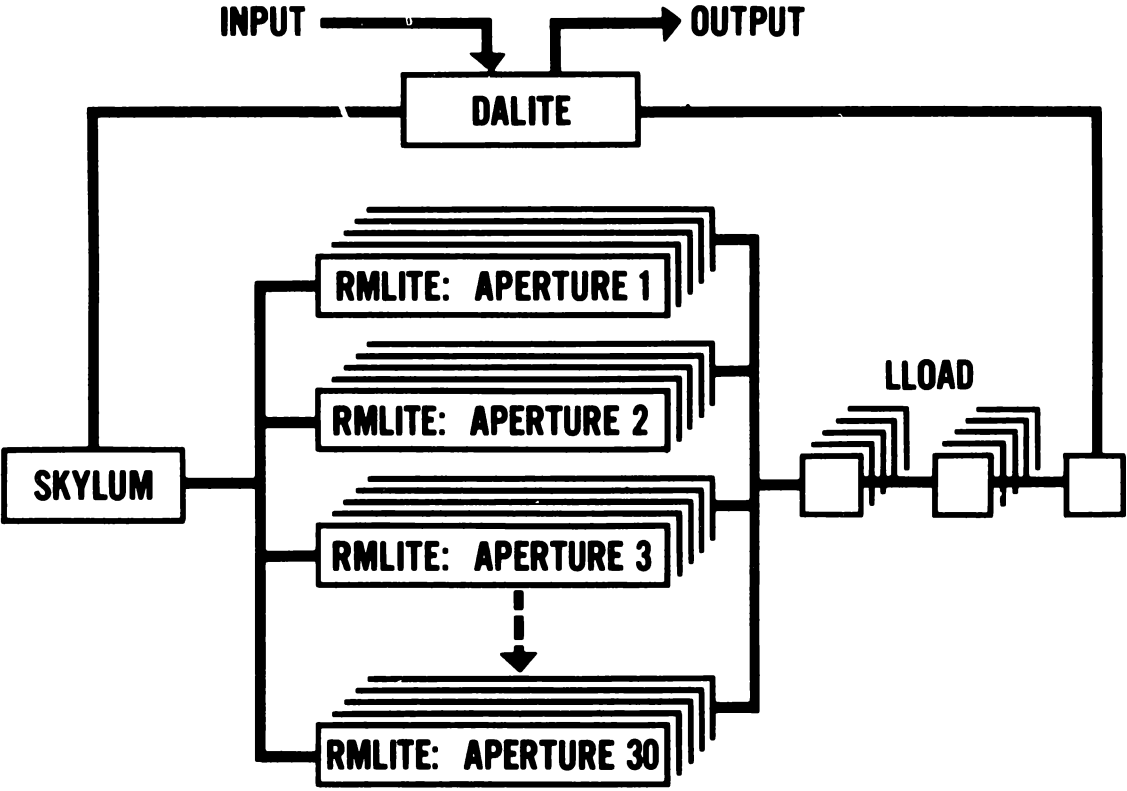 INPUT
OUTPUT
DALITE
RMLITE: APERTURE 1
RMLITE: APERTURE 2
LLOAD
SKYLUM
RMLITE: APERTURE 3
RMLITE: APERTURE 30